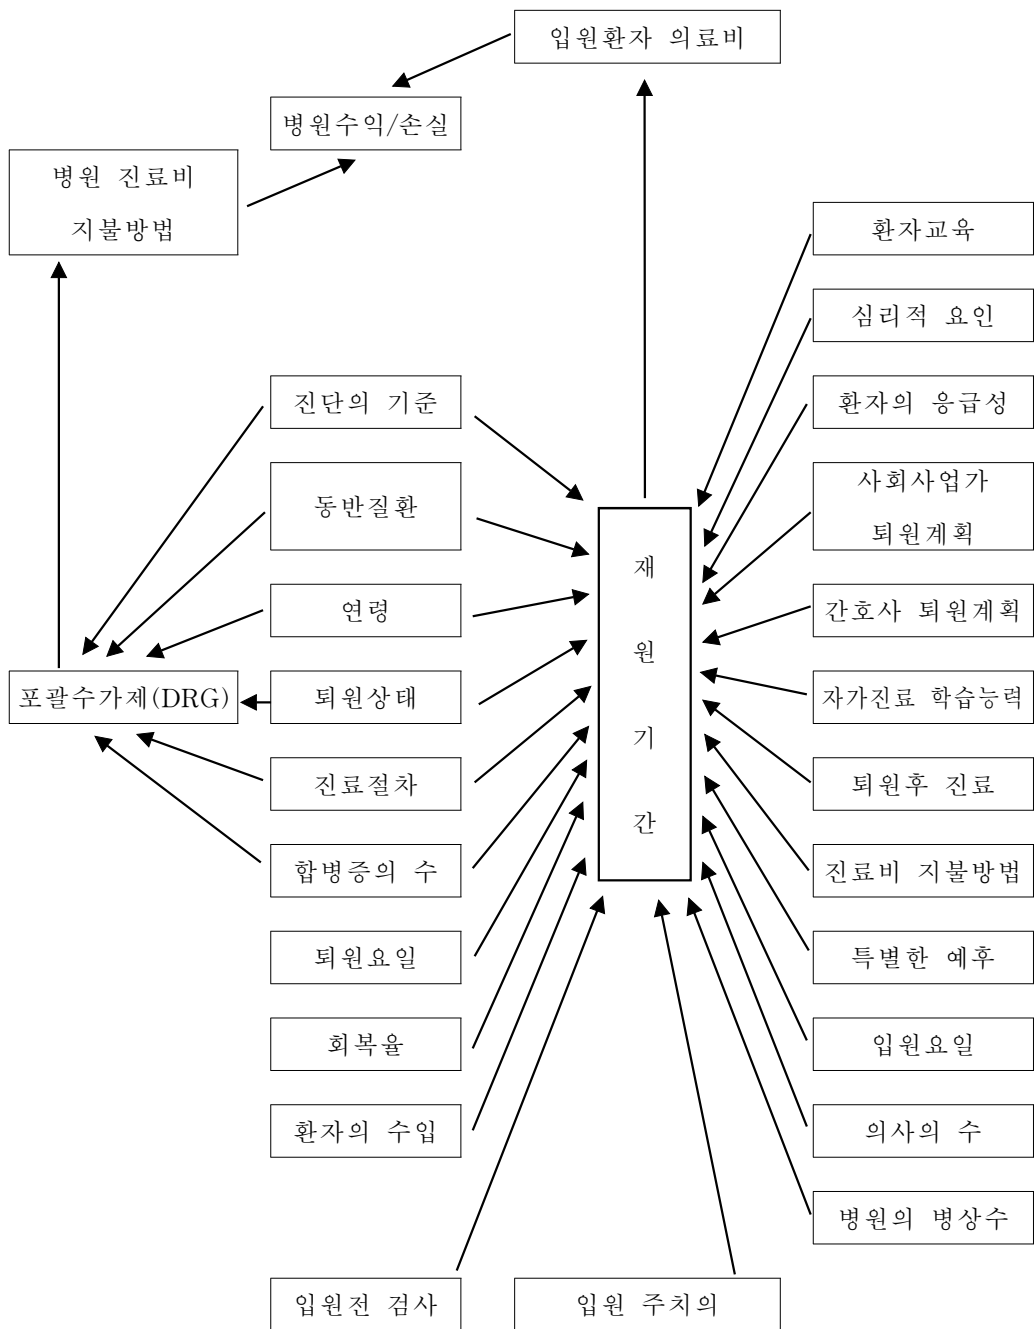 입원환자 의료비
병원수익/손실
병원 진료비
지불방법
환자교육
심리적 요인
진단의 기준
환자의 응급성
동반질환
사회사업가
퇴원계획
재
원
기
간
연령
간호사 퇴원계획
포괄수가제(DRG)
퇴원상태
자가진료 학습능력
진료절차
퇴원후 진료
합병증의 수
진료비 지불방법
퇴원요일
특별한 예후
회복율
입원요일
환자의 수입
의사의 수
병원의 병상수
입원전 검사
입원 주치의